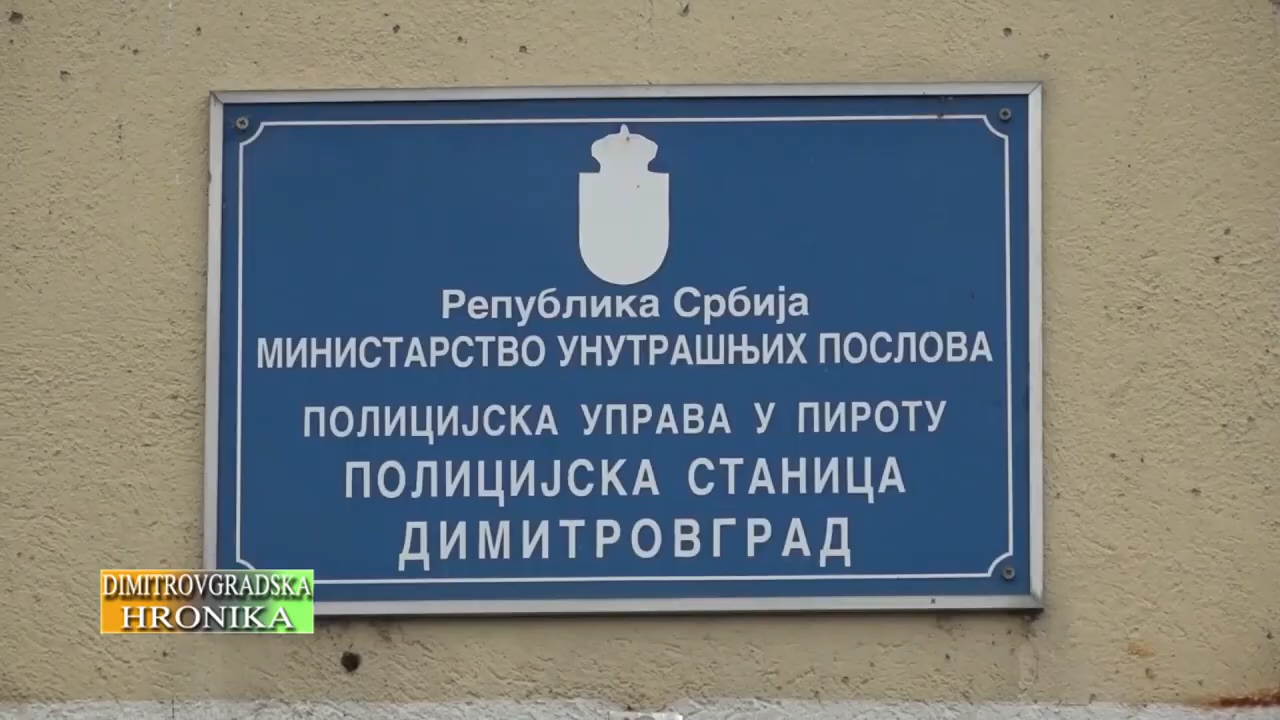 Република Србија
МИНИСТАРСТВО УНУТРАШЊИХ ПОСЛОВА
ПОЛИЦИЈСКА УПРАВА У ПИРОТУ
ПОЛИЦИЈСКА СТАНИЦА
ДИМИТРОВГРАД
DIMITROVGRADSKA
HRONIKA